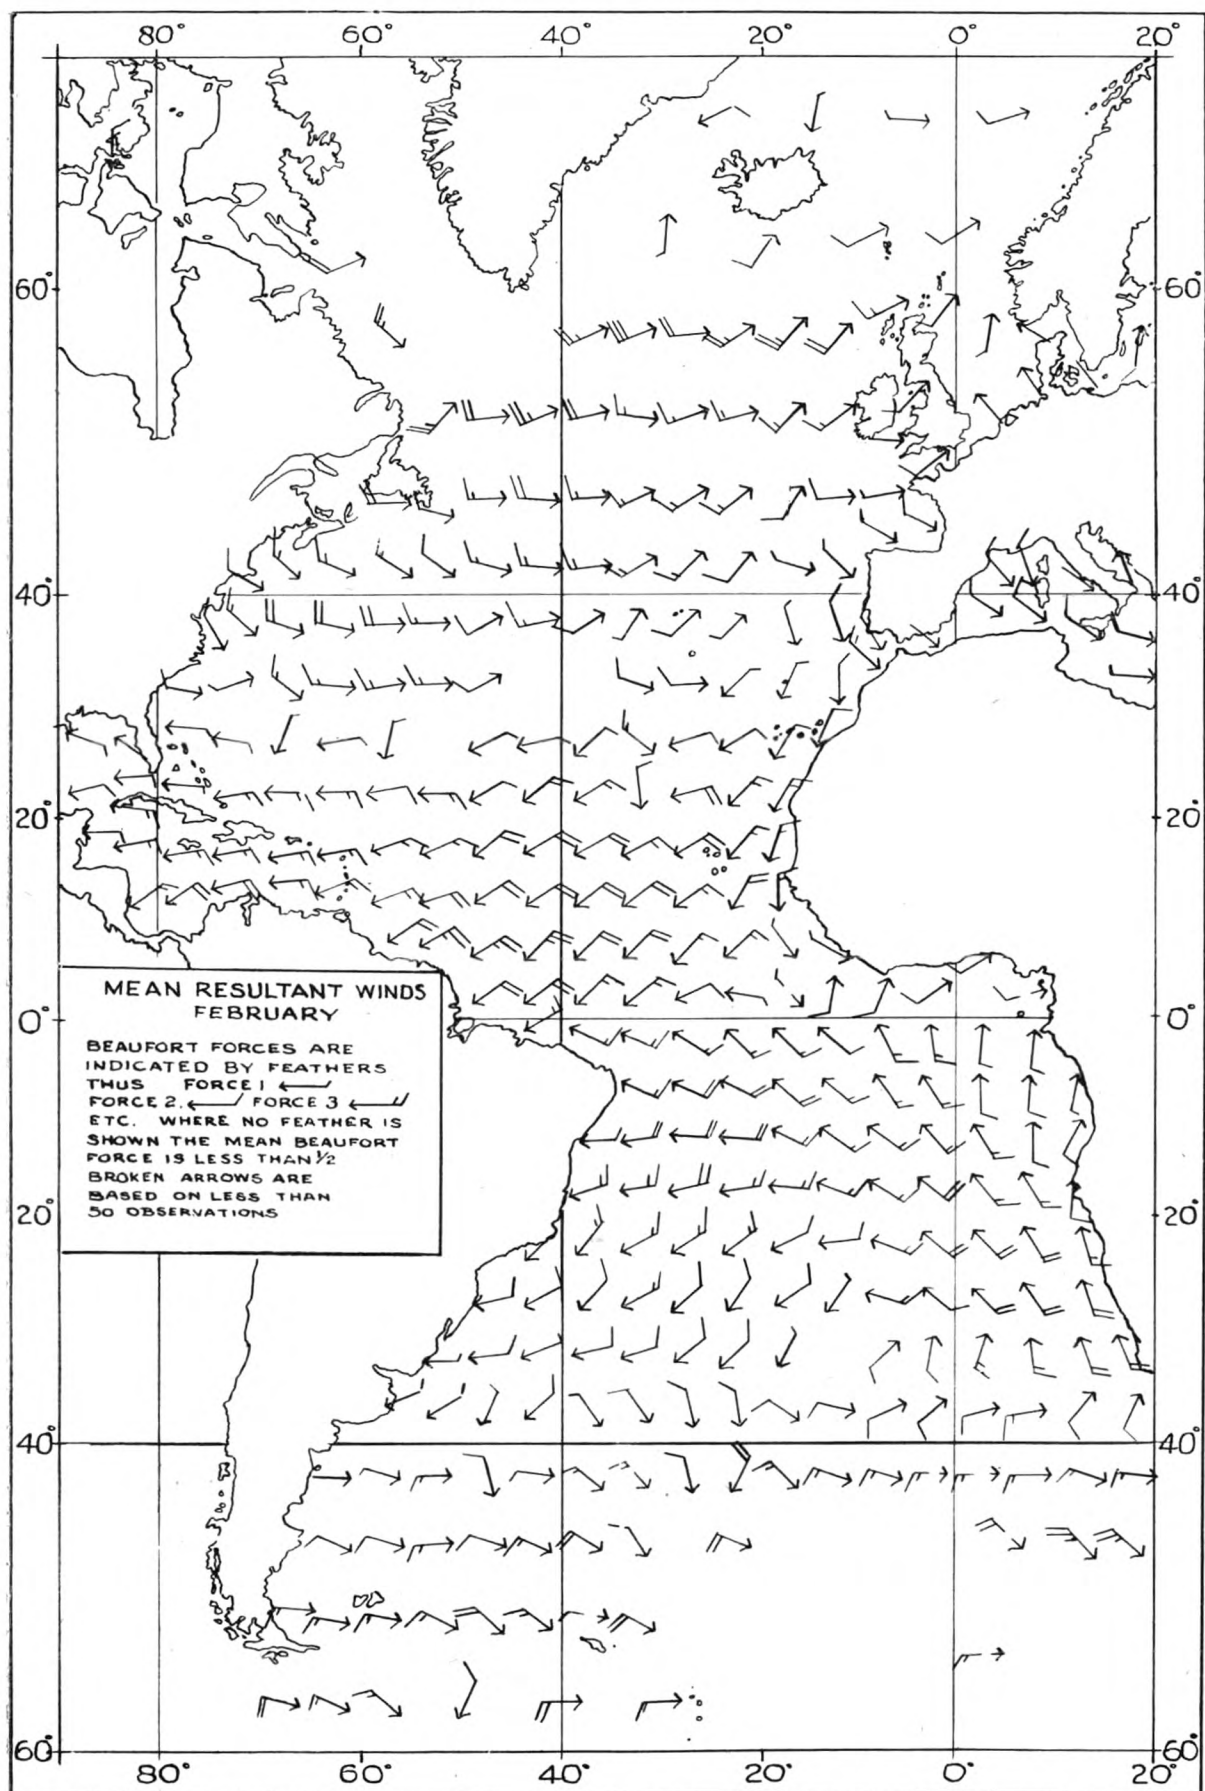 80° 60° 40° 20° 0° 20°
60° 60°
40° 40°
20° 20°
MEAN RESULTANT WINDS
FEBRUARY
0° 0°
BEAUFORT FORCES ARE
INDICATED BY FEATHERS
THUS FORCE 1
FORCE 2. FORCE 3
ETC. WHERE NO FEATHER IS
SHOWN THE MEAN BEAUFORT
FORCE IS LESS THAN ½
BROKEN ARROWS ARE
BASED ON LESS THAN
50 OBSERVATIONS
20° 20°
40° 40°
60° 60°
80° 60° 40° 20° 0° 20°